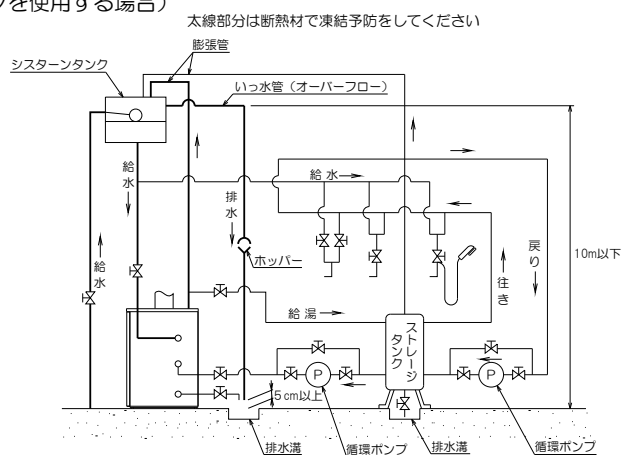 プを使用する場合）
太線部分は断熱材で凍結予防をしてください
膨張管
シスターンタンク
いっ水管（オーバーフロー）
給水
給水
排水
ホッパー
給水
給湯
戻り
往き
10m以下
ストレージタンク
P
P
5cm以上
排水溝
循環ポンプ
排水溝
循環ポンプ